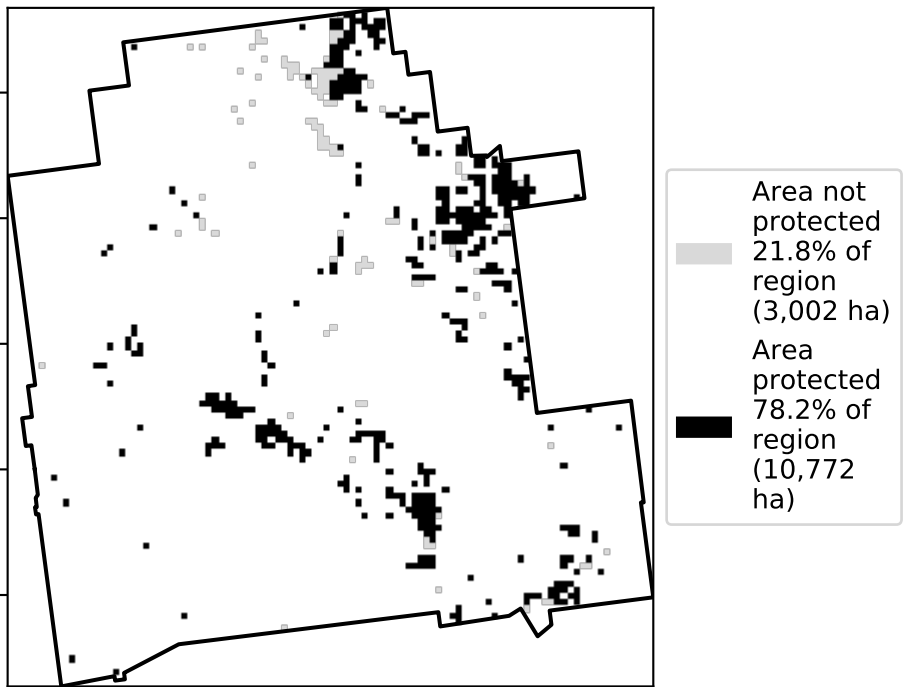 Area not
protected
21.8% of
region
(3,002 ha)
Area
protected
78.2% of
region
(10,772
ha)